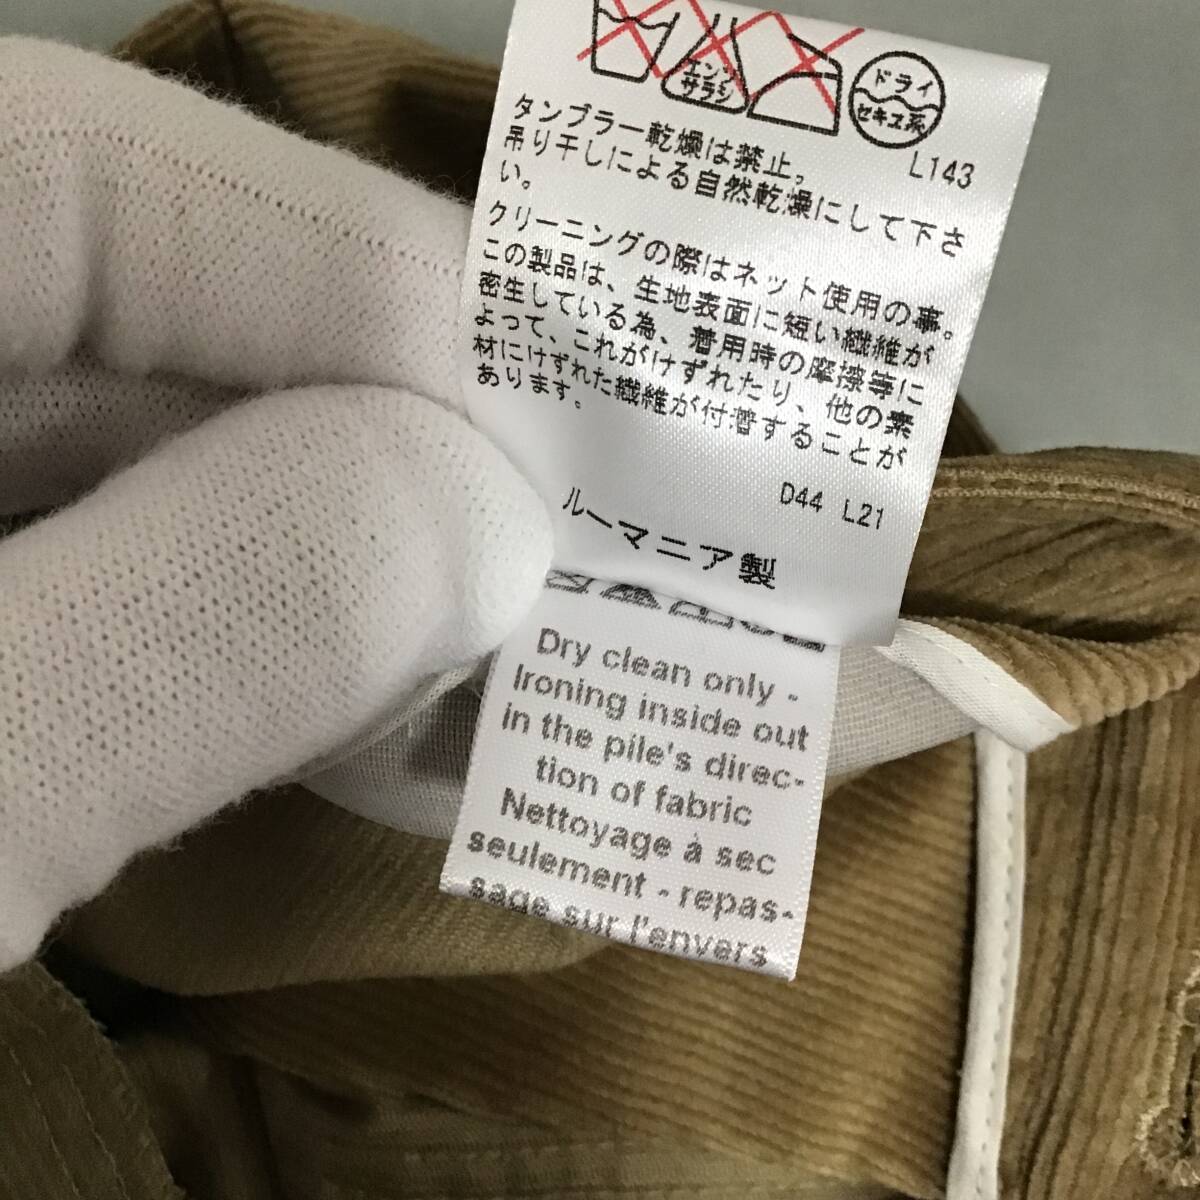 エンソ
サラシ
ドライ
セキユ系
L143
タンブラー乾燥は禁止。
吊り干しによる自然乾燥にして下さ
い。
クリーニングの際はネット使用の事。
この製品は、生地表面に短い繊維が
密生している為、着用時の摩擦等に
よって、これがけずれたり、他の素
材にけずれた繊維が付着することが
あります。
D44 L21
ルーマニア製
Dry clean only -
Ironing inside out
in the pile's direc-
tion of fabric
Nettoyage à sec
seulement - repas-
sage sur l'envers